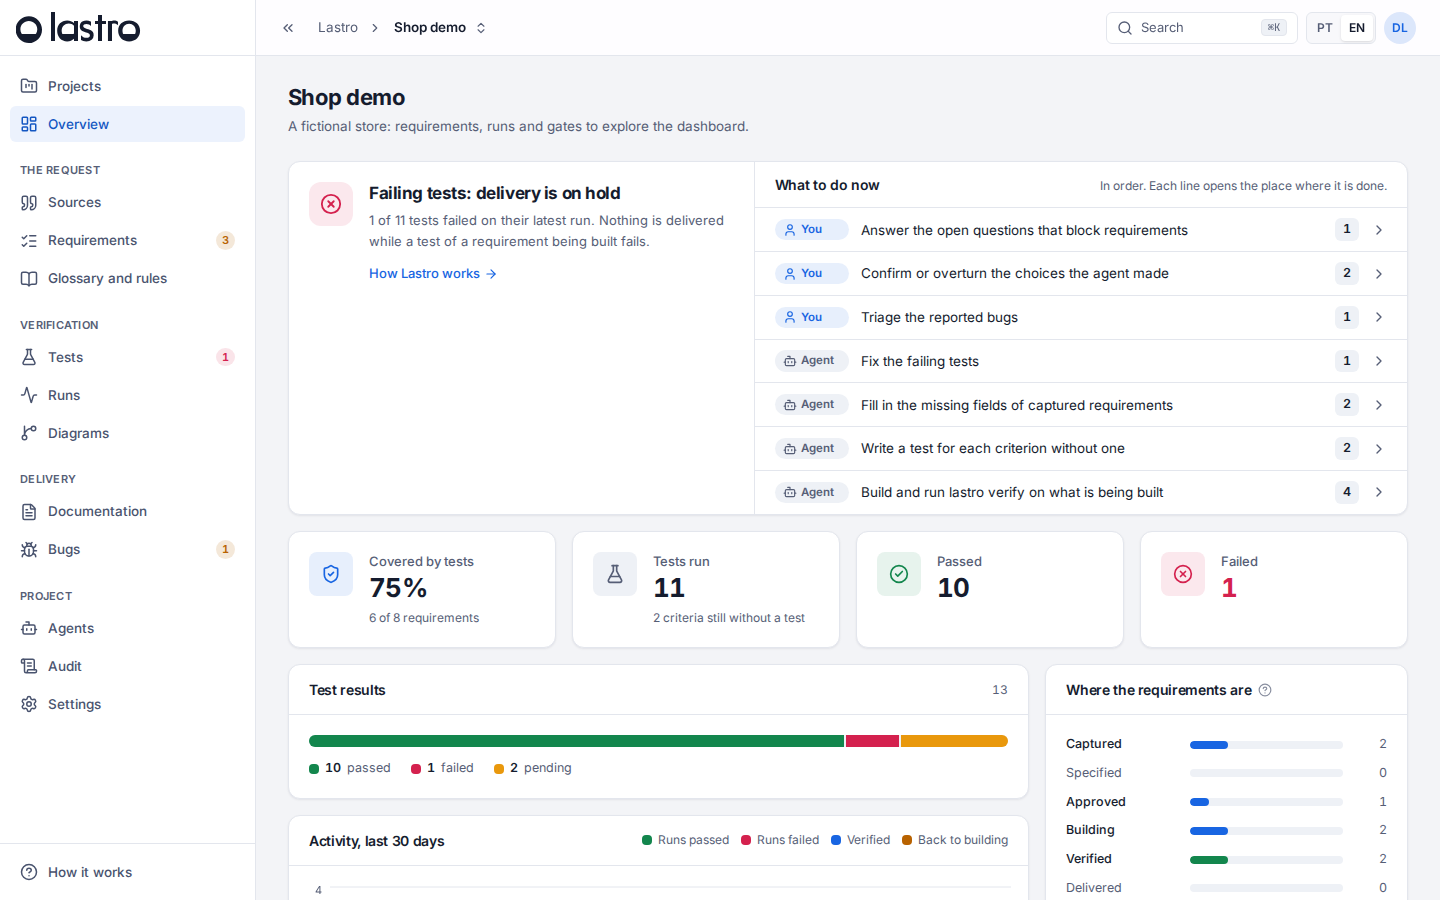 lastro
Lastro
Shop demo
Search
⌘K
PT
EN
DL
Projects
Overview
THE REQUEST
Sources
Requirements
3
Glossary and rules
VERIFICATION
Tests
1
Runs
Diagrams
DELIVERY
Documentation
Bugs
1
PROJECT
Agents
Audit
Settings
How it works
Shop demo
A fictional store: requirements, runs and gates to explore the dashboard.
Failing tests: delivery is on hold
1 of 11 tests failed on their latest run. Nothing is delivered
while a test of a requirement being built fails.
How Lastro works →
What to do now
In order. Each line opens the place where it is done.
You Answer the open questions that block requirements 1
You Confirm or overturn the choices the agent made 2
You Triage the reported bugs 1
Agent Fix the failing tests 1
Agent Fill in the missing fields of captured requirements 2
Agent Write a test for each criterion without one 2
Agent Build and run lastro verify on what is being built 4
Covered by tests
75%
6 of 8 requirements
Tests run
11
2 criteria still without a test
Passed
10
Failed
1
Test results 13
10 passed 1 failed 2 pending
Activity, last 30 days
Runs passed Runs failed Verified Back to building
4
Where the requirements are
Captured 2
Specified 0
Approved 1
Building 2
Verified 2
Delivered 0